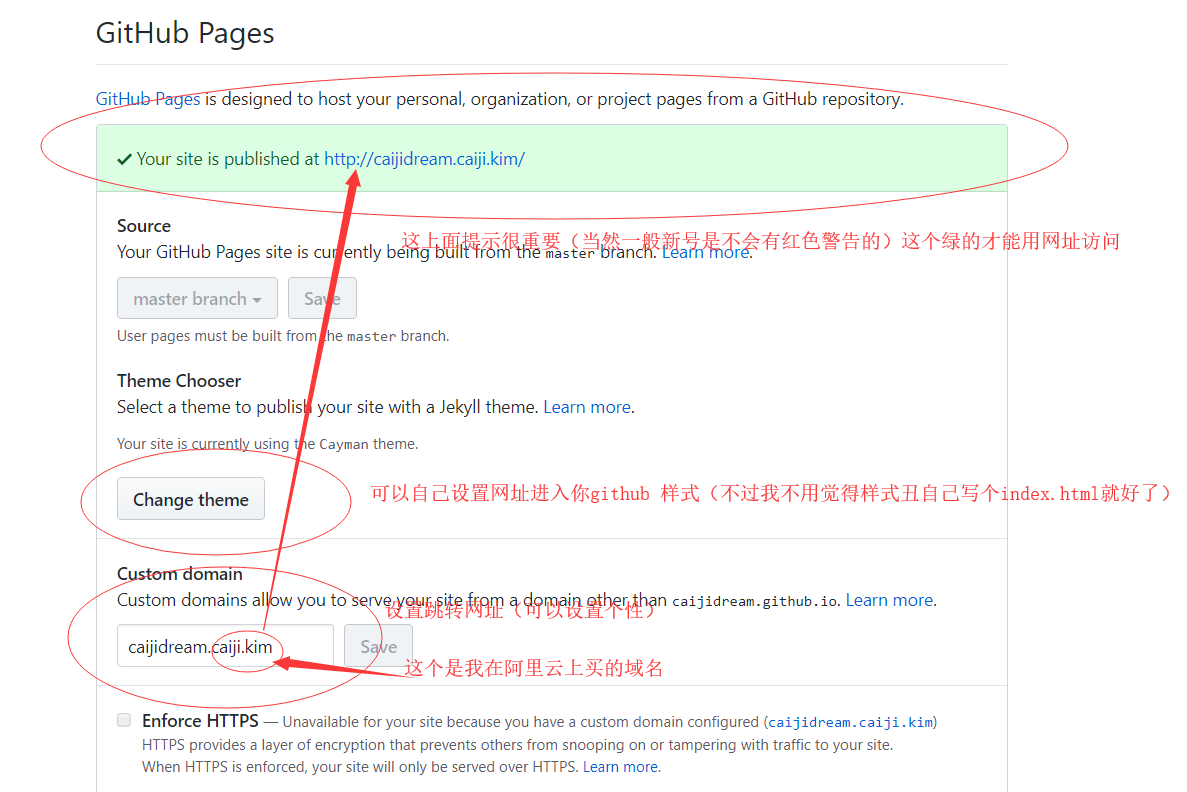 GitHub Pages
GitHub Pages is designed to host your personal, organization, or project pages from a GitHub repository.
Your site is published at http://caijidream.caiji.kim/
Source
这上面提示很重要（当然一般新号是不会有红色警告的）这个绿的才能用网址访问
Your GitHub Pages site is currently being built from the master branch. Learn more.
master branch
Save
User pages must be built from the master branch.
Theme Chooser
Select a theme to publish your site with a Jekyll theme. Learn more.
Your site is currently using the Cayman theme.
Change theme
可以自己设置网址进入你github 样式（不过我不用觉得样式丑自己写个index.html就好了）
Custom domain
Custom domains allow you to serve your site from a domain other than caijidream.github.io. Learn more.
设置跳转网址（可以设置个性）
caijidream.caiji.kim
Save
这个是我在阿里云上买的域名
Enforce HTTPS — Unavailable for your site because you have a custom domain configured (caijidream.caiji.kim)
HTTPS provides a layer of encryption that prevents others from snooping on or tampering with traffic to your site.
When HTTPS is enforced, your site will only be served over HTTPS. Learn more.